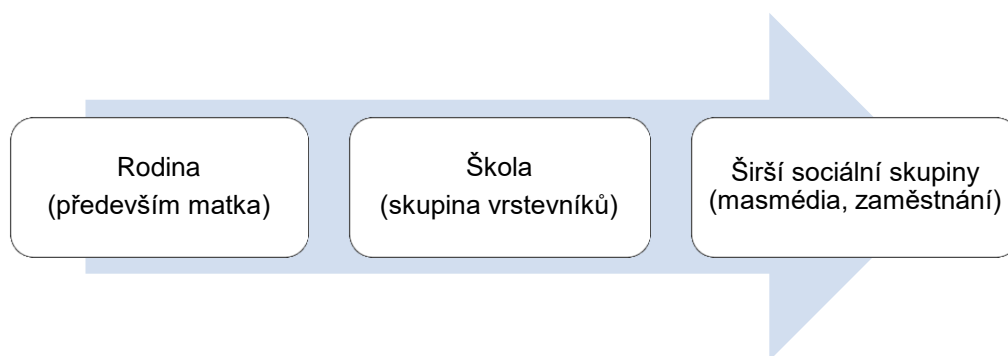 Rodina
(především matka)
Škola
(skupina vrstevníků)
Širší sociální skupiny
(masmédia, zaměstnání)